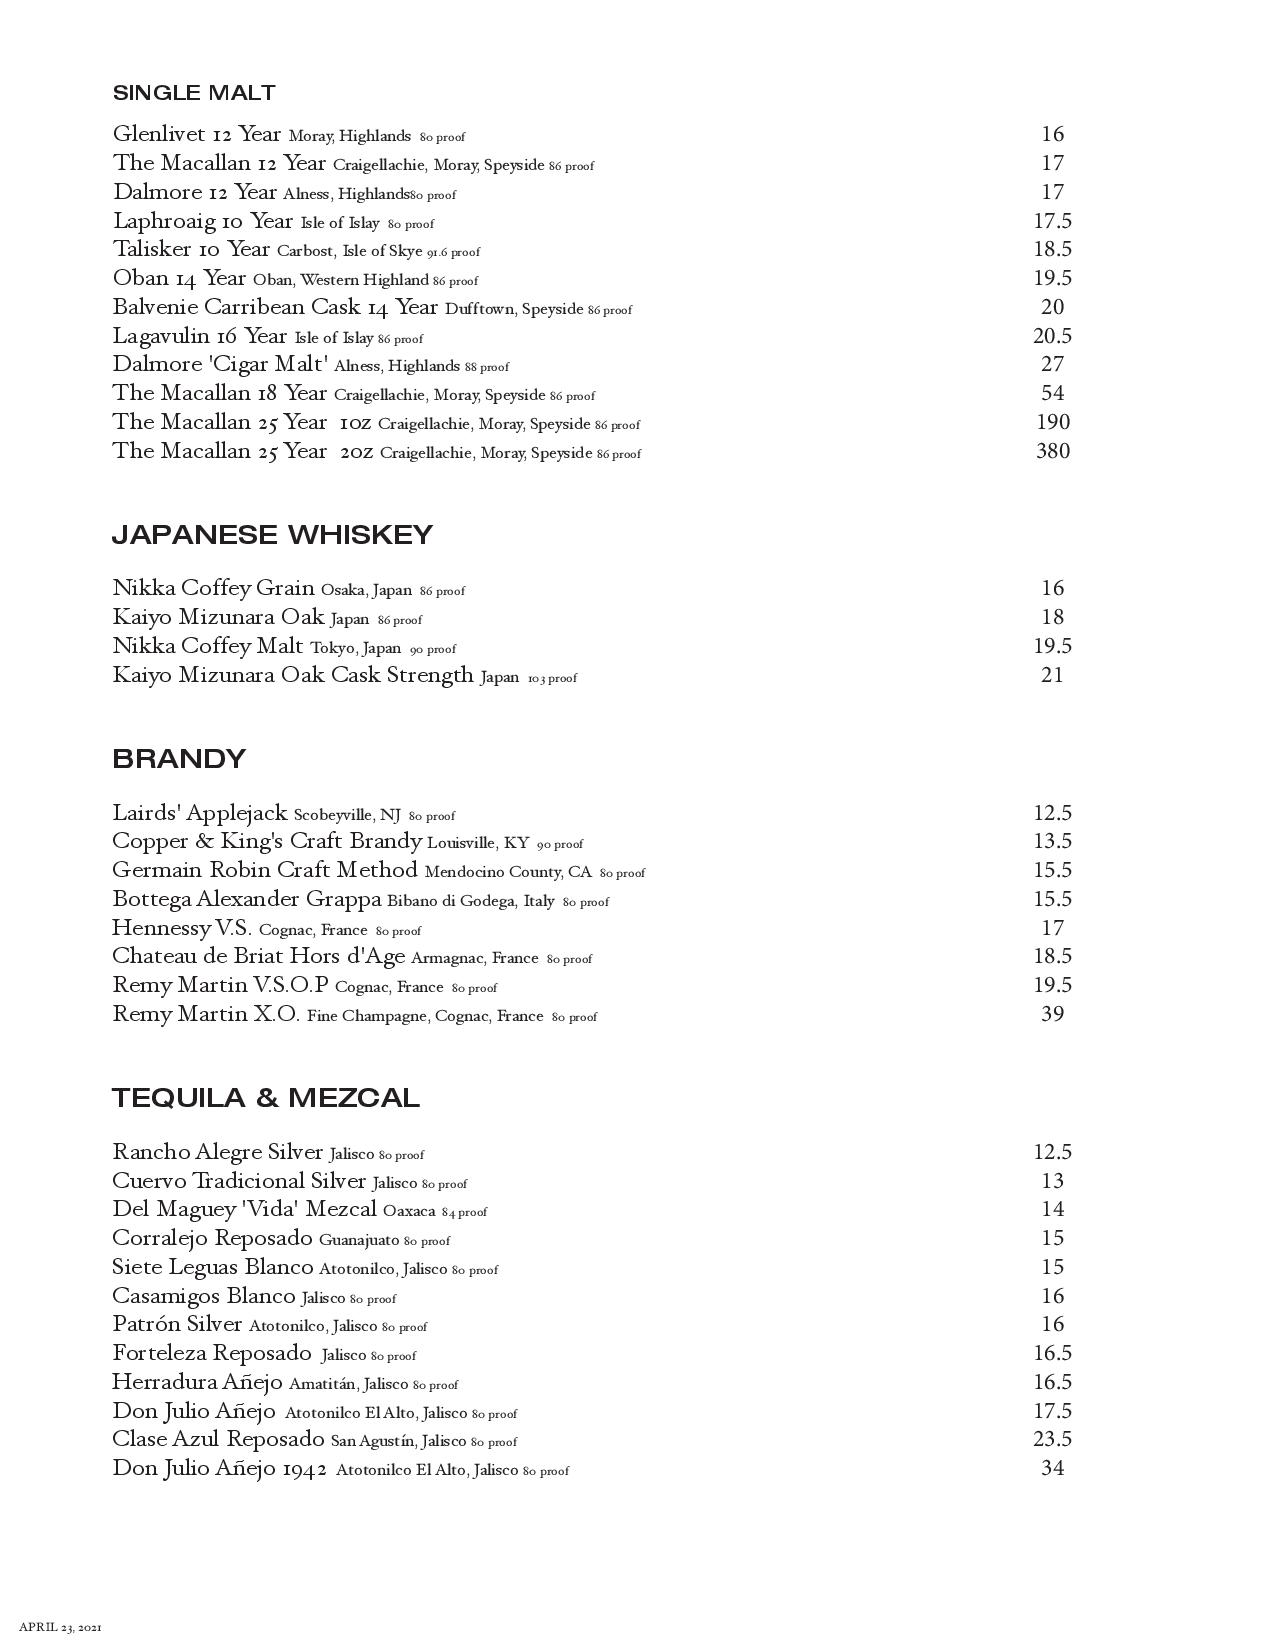 SINGLE MALT
Glenlivet 12 Year Moray, Highlands 80 proof 16
The Macallan 12 Year Craigellachie, Moray, Speyside 86 proof 17
Dalmore 12 Year Alness, Highlands80 proof 17
Laphroaig 10 Year Isle of Islay 80 proof 17.5
Talisker 10 Year Carbost, Isle of Skye 91.6 proof 18.5
Oban 14 Year Oban, Western Highland 86 proof 19.5
Balvenie Carribean Cask 14 Year Dufftown, Speyside 86 proof 20
Lagavulin 16 Year Isle of Islay 86 proof 20.5
Dalmore 'Cigar Malt' Alness, Highlands 88 proof 27
The Macallan 18 Year Craigellachie, Moray, Speyside 86 proof 54
The Macallan 25 Year 1oz Craigellachie, Moray, Speyside 86 proof 190
The Macallan 25 Year 2oz Craigellachie, Moray, Speyside 86 proof 380
JAPANESE WHISKEY
Nikka Coffey Grain Osaka, Japan 86 proof 16
Kaiyo Mizunara Oak Japan 86 proof 18
Nikka Coffey Malt Tokyo, Japan 90 proof 19.5
Kaiyo Mizunara Oak Cask Strength Japan 103 proof 21
BRANDY
Lairds' Applejack Scobeyville, NJ 80 proof 12.5
Copper & King's Craft Brandy Louisville, KY 90 proof 13.5
Germain Robin Craft Method Mendocino County, CA 80 proof 15.5
Bottega Alexander Grappa Bibano di Godega, Italy 80 proof 15.5
Hennessy V.S. Cognac, France 80 proof 17
Chateau de Briat Hors d'Age Armagnac, France 80 proof 18.5
Remy Martin V.S.O.P Cognac, France 80 proof 19.5
Remy Martin X.O. Fine Champagne, Cognac, France 80 proof 39
TEQUILA & MEZCAL
Rancho Alegre Silver Jalisco 80 proof 12.5
Cuervo Tradicional Silver Jalisco 80 proof 13
Del Maguey 'Vida' Mezcal Oaxaca 84 proof 14
Corralejo Reposado Guanajuato 80 proof 15
Siete Leguas Blanco Atotonilco, Jalisco 80 proof 15
Casamigos Blanco Jalisco 80 proof 16
Patrón Silver Atotonilco, Jalisco 80 proof 16
Forteleza Reposado Jalisco 80 proof 16.5
Herradura Añejo Amatitán, Jalisco 80 proof 16.5
Don Julio Añejo Atotonilco El Alto, Jalisco 80 proof 17.5
Clase Azul Reposado San Agustín, Jalisco 80 proof 23.5
Don Julio Añejo 1942 Atotonilco El Alto, Jalisco 80 proof 34
APRIL 23, 2021